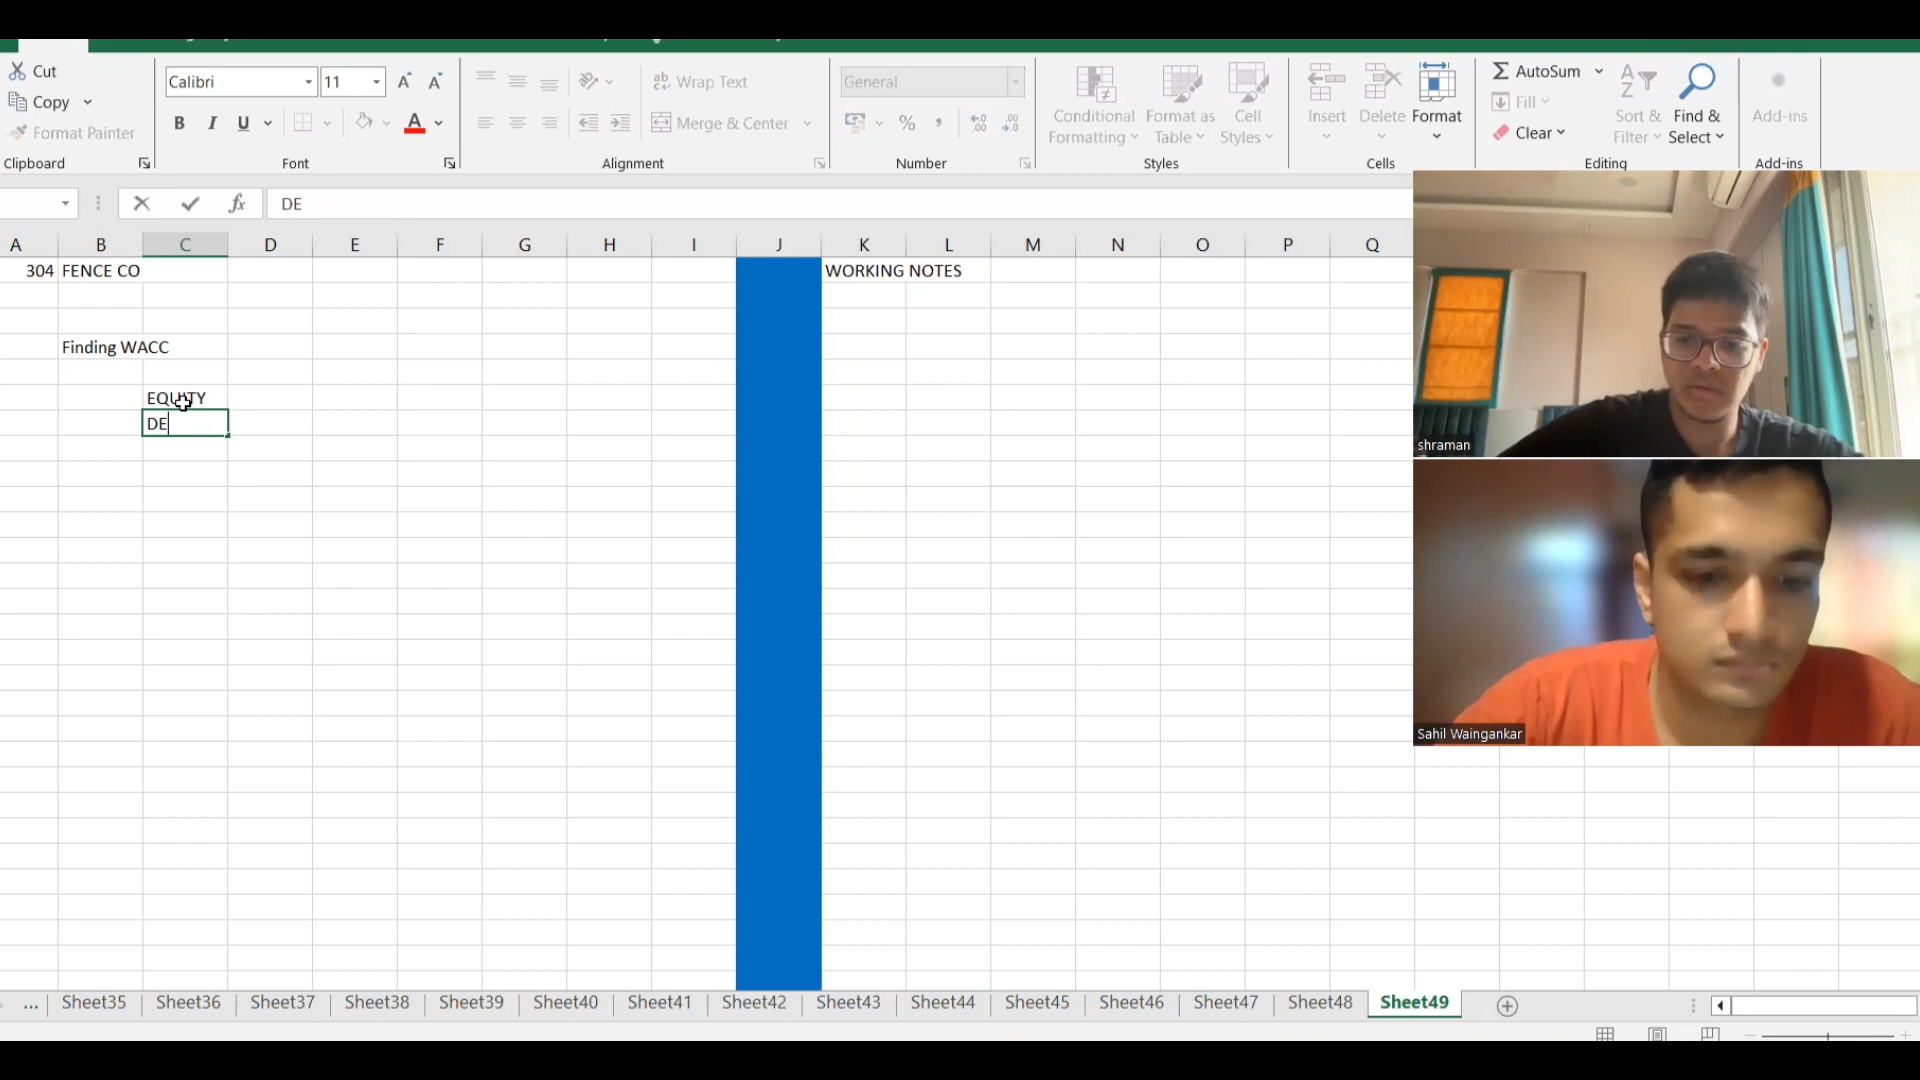 Cut
Copy
Format Painter
Clipboard
Calibri 11 A A
B I U A
Font
ab Wrap Text
Merge & Center
Alignment
General
% ,
Number
Conditional Formatting
Format as Table
Cell Styles
Styles
Insert Delete Format
Cells
AutoSum
Fill
Clear
Sort & Filter
Find & Select
Editing
Add-ins
Add-ins
fx DE
A B C D E F G H I J K L M N O P Q
304 FENCE CO WORKING NOTES
Finding WACC
EQUITY
DE
shraman
Sahil Waingankar
... Sheet35 Sheet36 Sheet37 Sheet38 Sheet39 Sheet40 Sheet41 Sheet42 Sheet43 Sheet44 Sheet45 Sheet46 Sheet47 Sheet48 Sheet49